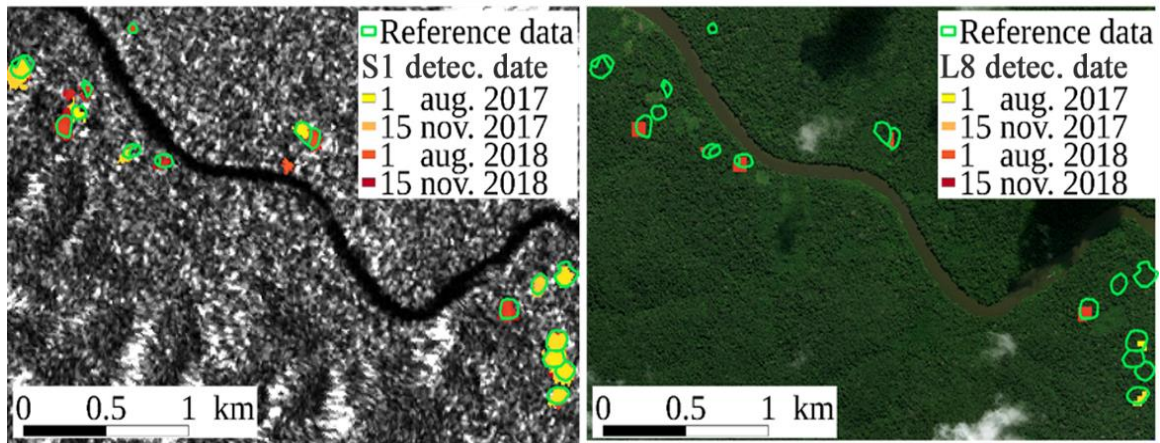 Reference data
S1 detec. date
1 aug. 2017
15 nov. 2017
1 aug. 2018
15 nov. 2018
0 0.5 1 km
Reference data
L8 detec. date
1 aug. 2017
15 nov. 2017
1 aug. 2018
15 nov. 2018
0 0.5 1 km